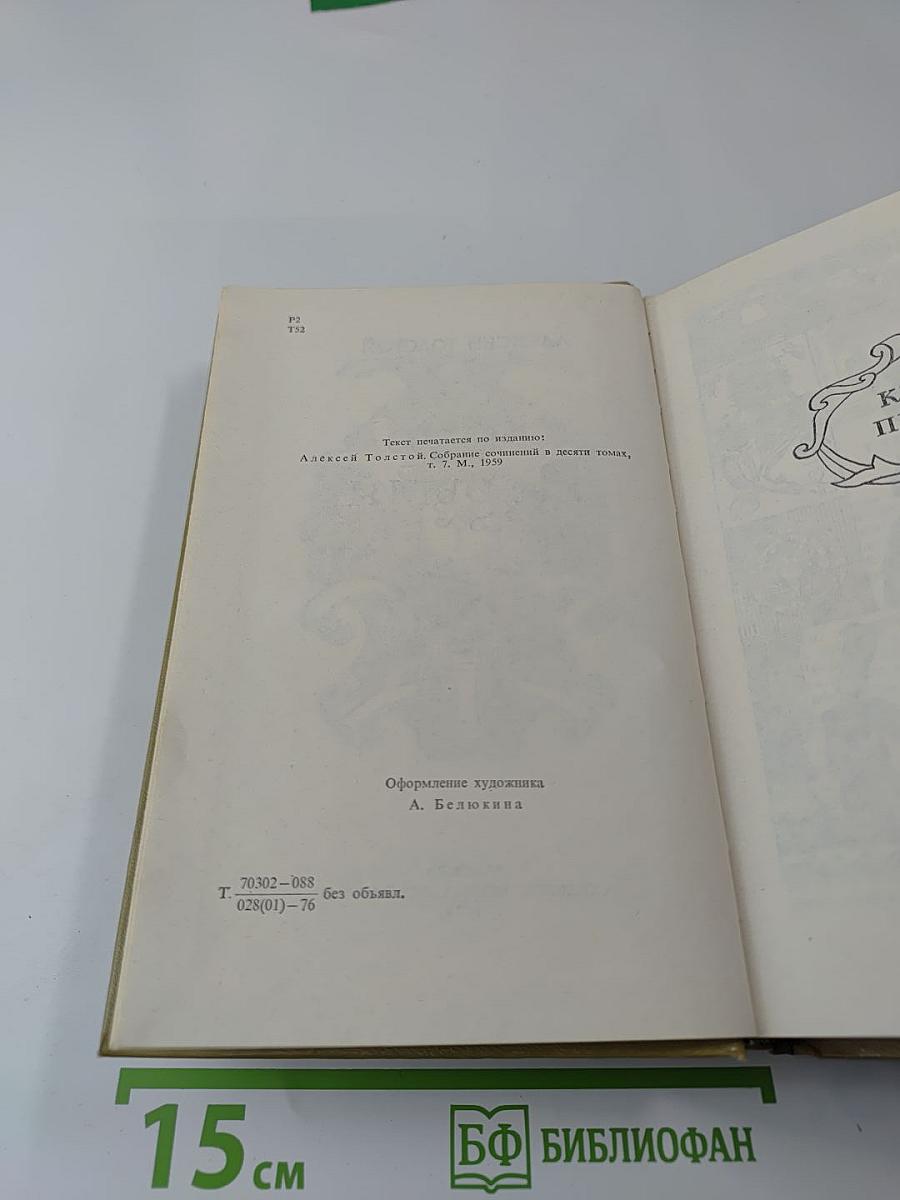 Р2
Т52
Текст печатается по изданию:
Алексей Толстой. Собрание сочинений в десяти томах,
т. 7. М., 1959
Оформление художника
А. Белюкина
Т. 70302—088
028(01)—76 без объявл.
15 см
БФ БИБЛИОФАН